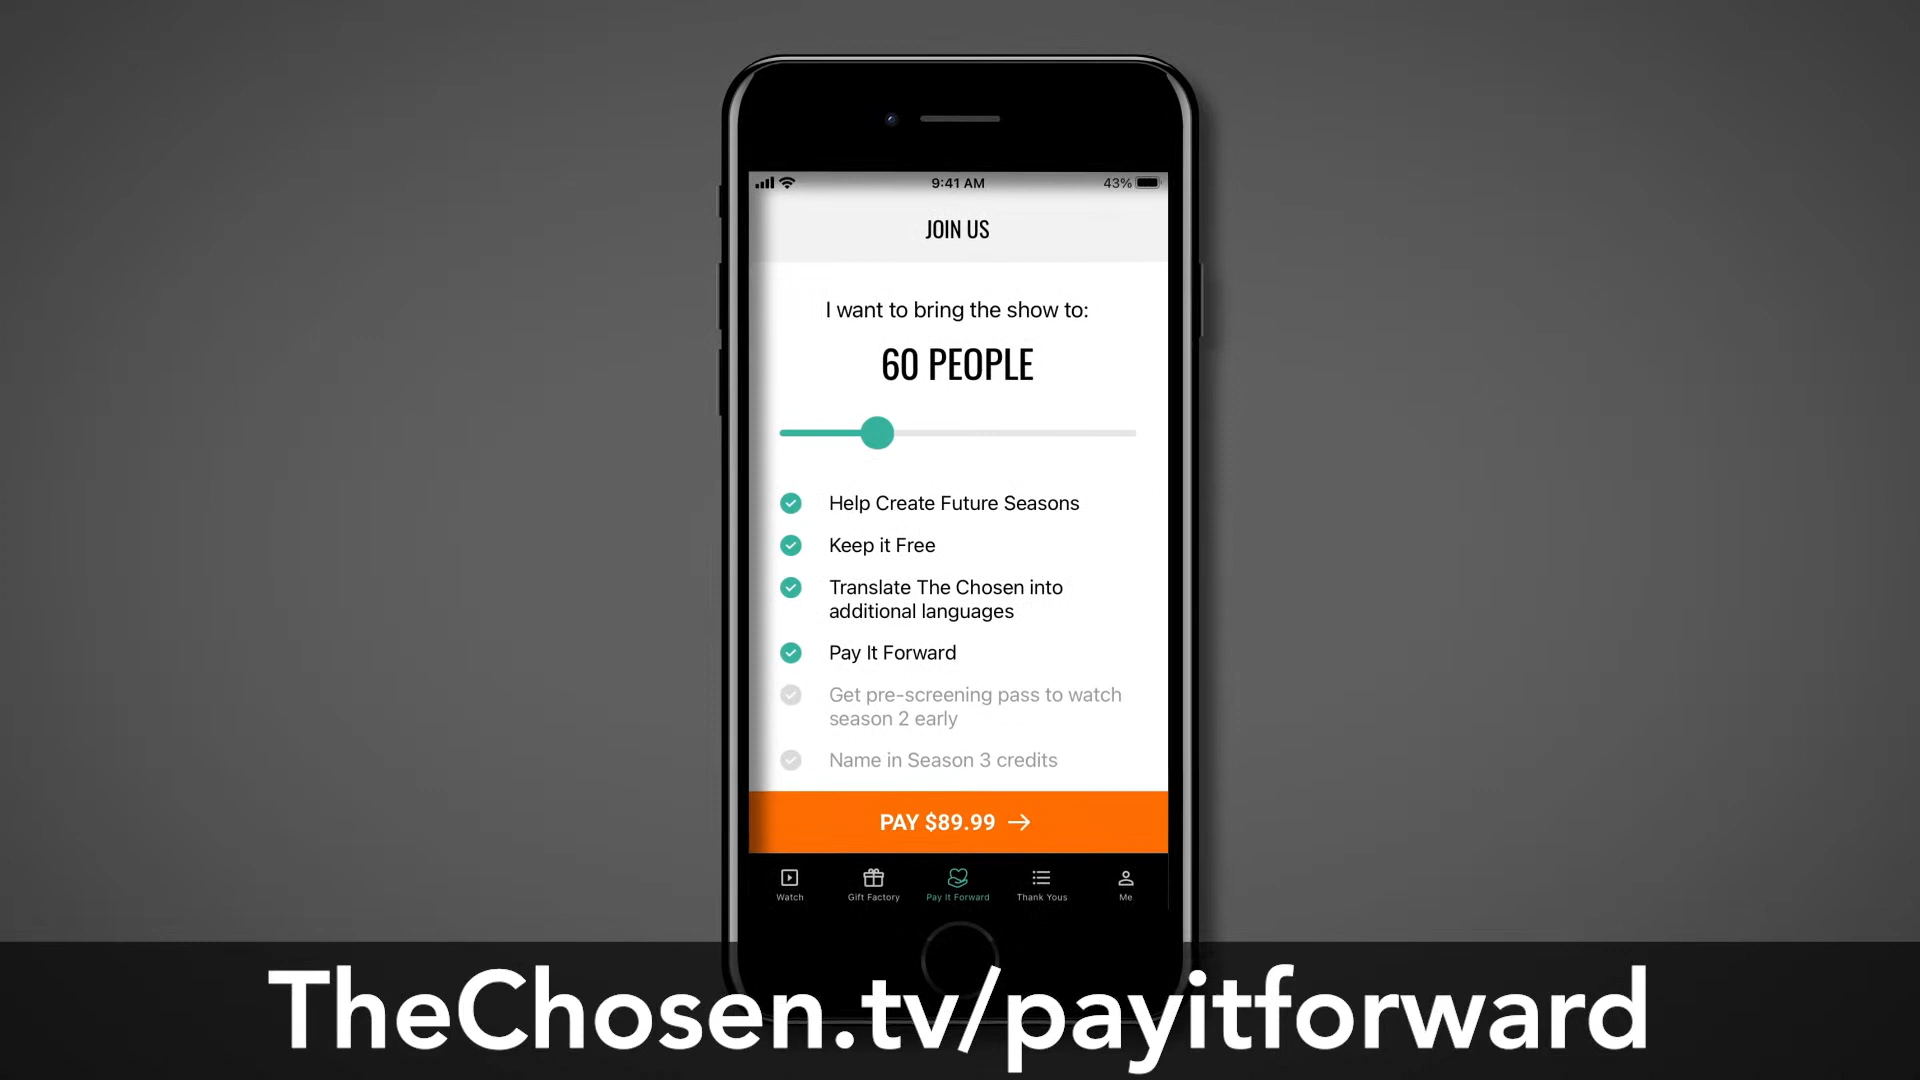 9:41 AM
43%
JOIN US
I want to bring the show to:
60 PEOPLE
Help Create Future Seasons
Keep it Free
Translate The Chosen into
additional languages
Pay It Forward
Get pre-screening pass to watch
season 2 early
Name in Season 3 credits
PAY $89.99 →
Watch
Gift Factory
Pay It Forward
Thank Yous
Me
TheChosen.tv/payitforward